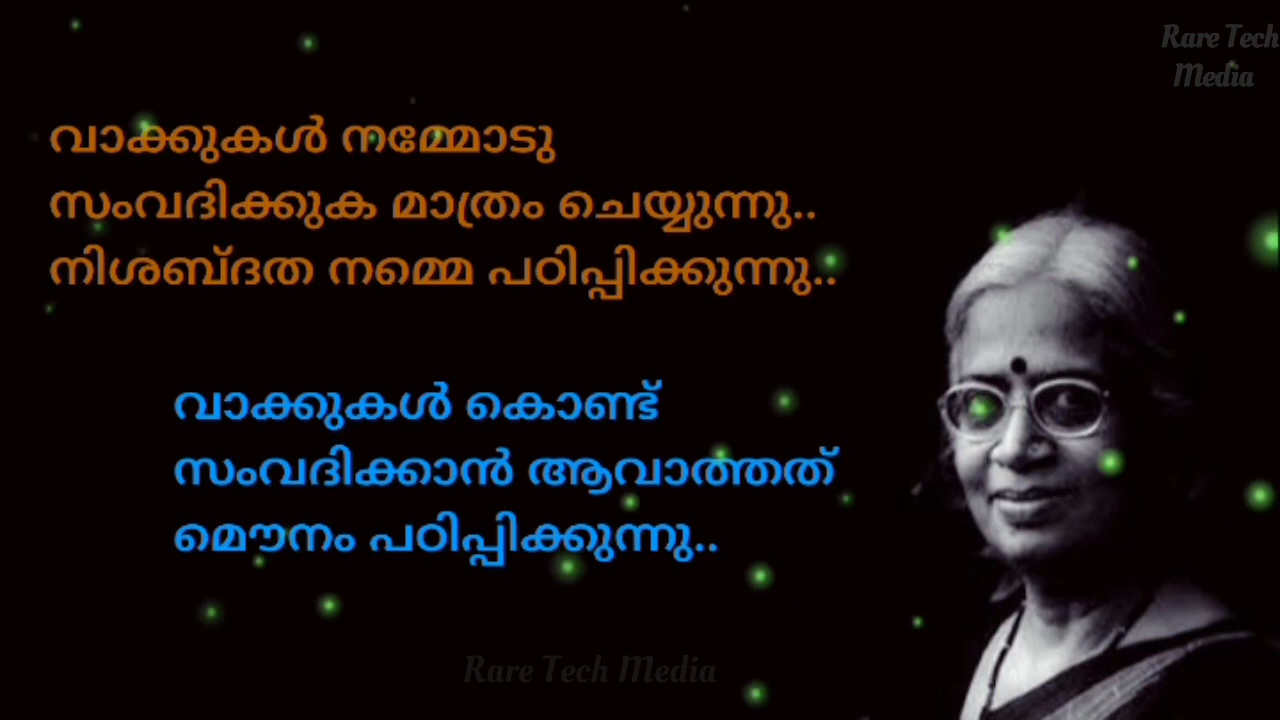 Rare Tech
Media
വാക്കുകൾ നമ്മോടു
സംവദിക്കുക മാത്രം ചെയ്യുന്നു..
നിശബ്ദത നമ്മെ പഠിപ്പിക്കുന്നു..
വാക്കുകൾ കൊണ്ട്
സംവദിക്കാൻ ആവാത്തത്
മൌനം പഠിപ്പിക്കുന്നു..
Rare Tech Media